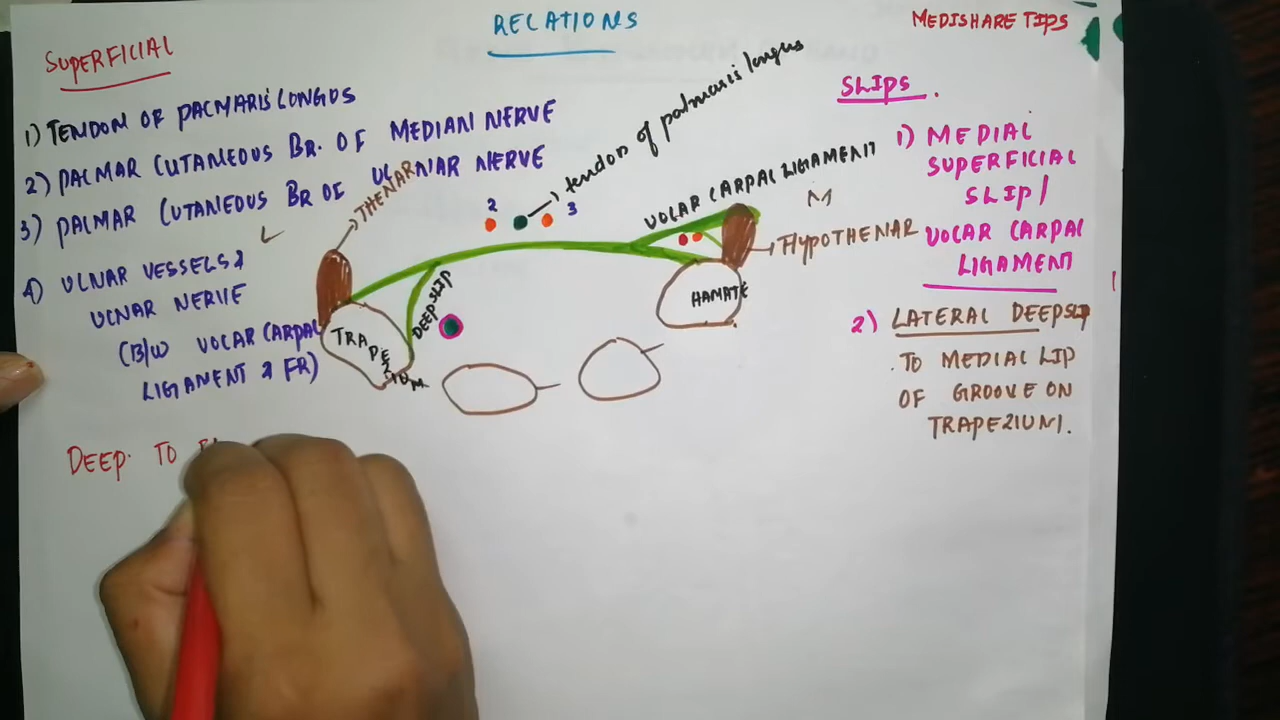 RELATIONS
MEDISHARE TIPS
SUPERFICIAL
1) TENDON OF PALMARIS LONGUS
2) PALMAR CUTANEOUS BR. OF MEDIAN NERVE
3) PALMAR CUTANEOUS BR OF ULNAR NERVE
4) ULNAR VESSELS &
ULNAR NERVE
(B/W VOLAR CARPAL
LIGAMENT & FR)
DEEP TO
THENAR
2
3
tendon of palmaris longus
VOLAR CARPAL LIGAMENT
M
HYPOTHENAR
HAMATE
DEEP SLIP
TRAPEZIUM
SLIPS.
1) MEDIAL
SUPERFICIAL
SLIP/
VOLAR CARPAL
LIGAMENT
2) LATERAL DEEP SLIP
TO MEDIAL LIP
OF GROOVE ON
TRAPEZIUM.